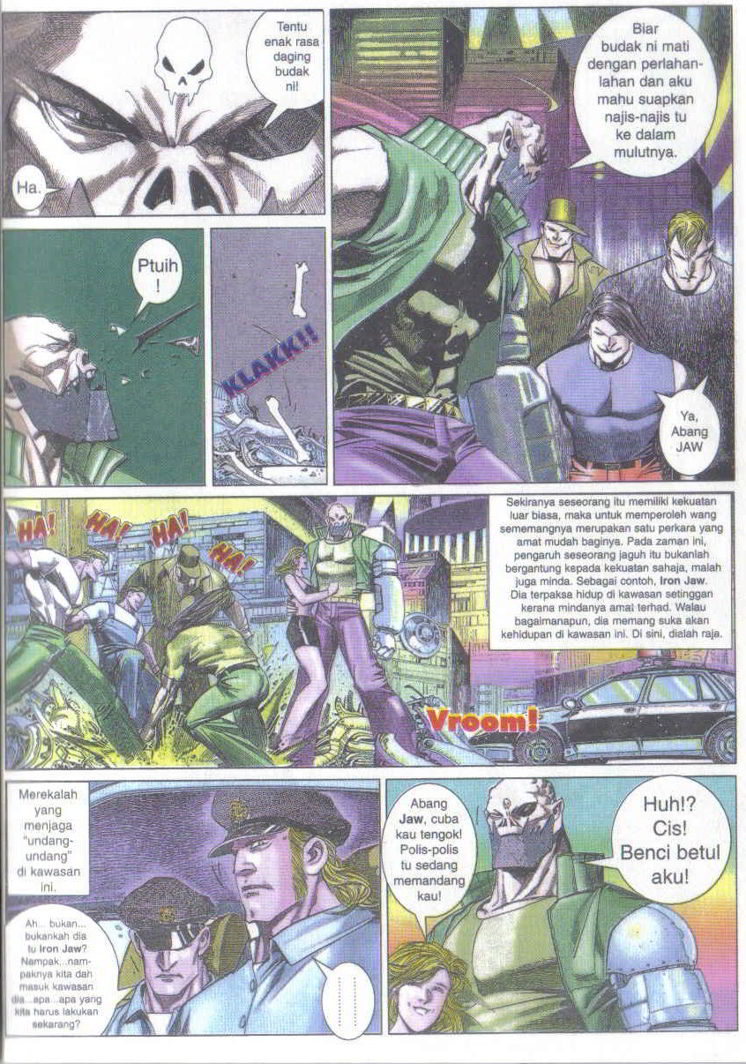 Tentu
enak rasa
daging
budak
ni!
Ha.
Biar
budak ni mati
dengan perlahan-
lahan dan aku
mahu suapkan
najis-najis tu
ke dalam
mulutnya.
Ya,
Abang
JAW
Ptuih
!
KLAKK!!
HA!
HA!
HA!
HA!
Sekiranya seseorang itu memiliki kekuatan
luar biasa, maka untuk memperoleh wang
sememangnya merupakan satu perkara yang
amat mudah baginya. Pada zaman ini,
pengaruh seseorang jaguh itu bukanlah
bergantung kepada kekuatan sahaja, malah
juga minda. Sebagai contoh, Iron Jaw.
Dia terpaksa hidup di kawasan setinggan
kerana mindanya amat terhad. Walau
bagaimanapun, dia memang suka akan
kehidupan di kawasan ini. Di sini, dialah raja.
Vroom!
Merekalah
yang
menjaga
"undang-
undang"
di kawasan
ini.
Ah... bukan...
bukankah dia
tu Iron Jaw?
Nampak...nam-
paknya kita dah
masuk kawasan
dia...apa...apa yang
kita harus lakukan
sekarang?
Abang
Jaw, cuba
kau tengok!
Polis-polis
tu sedang
memandang
kau!
Huh!?
Cis!
Benci betul
aku!